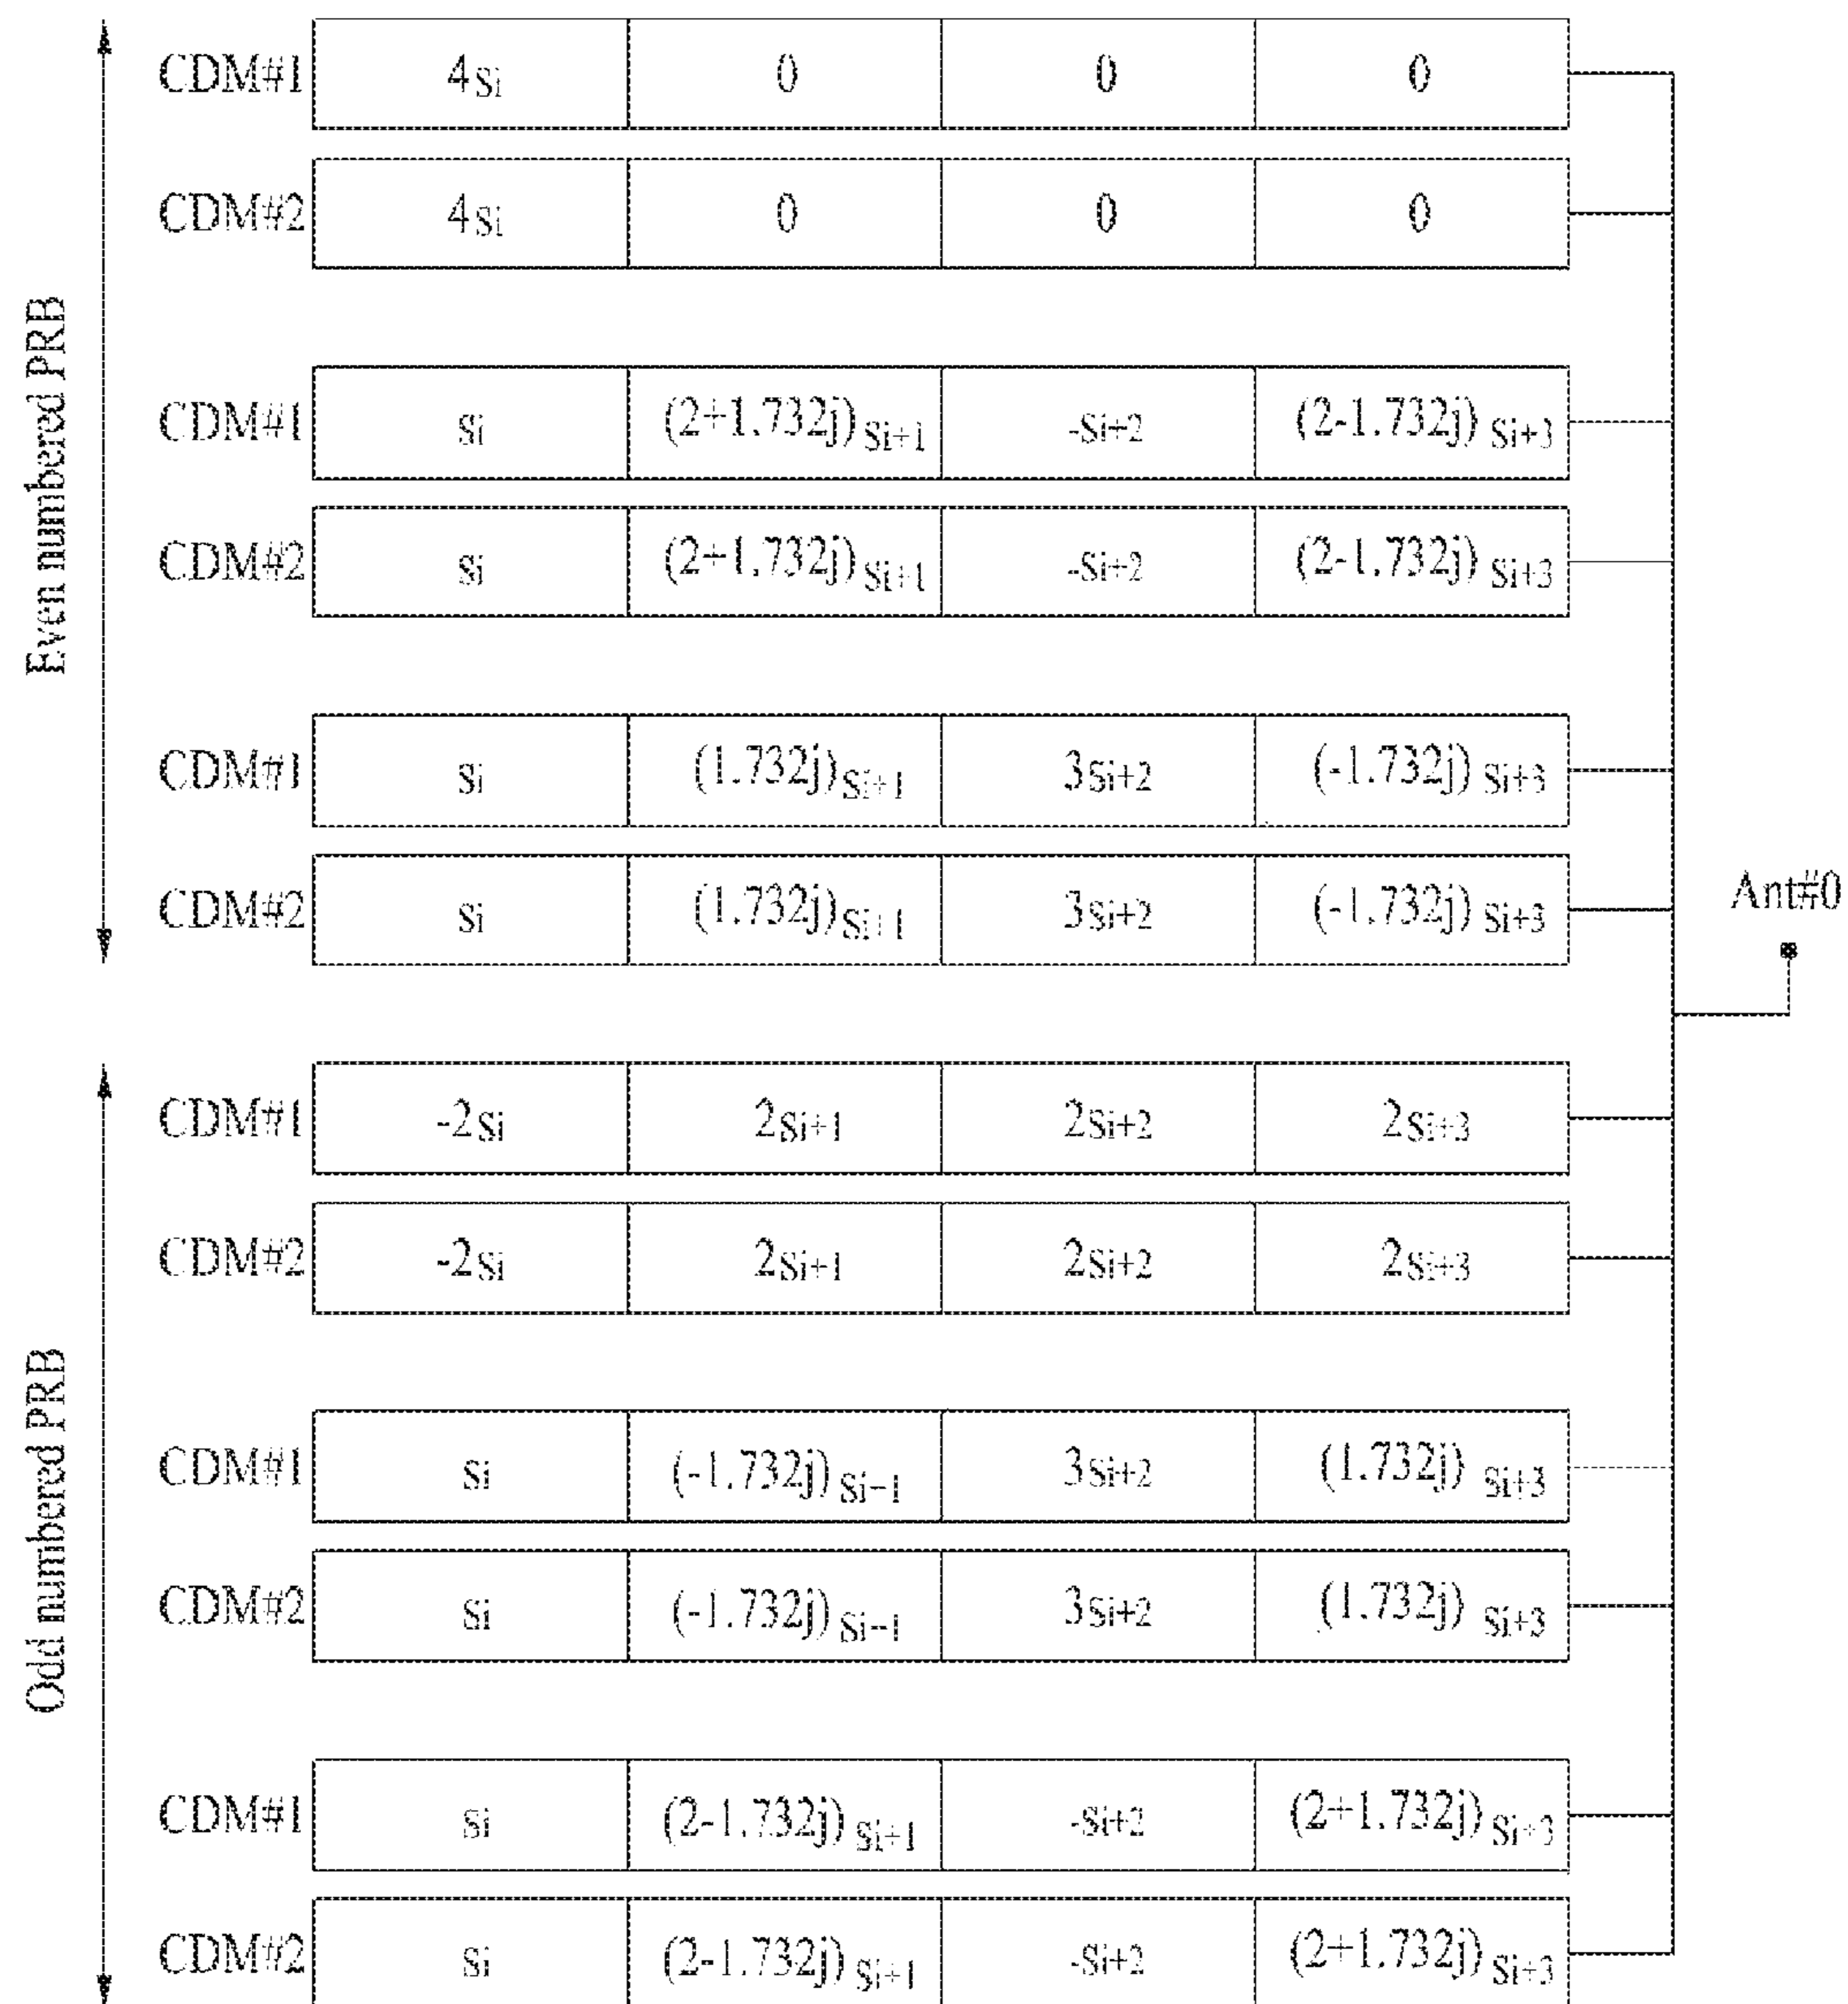 Even numbered PRB
CDM#1 4Si 0 0 0
CDM#2 4Si 0 0 0
CDM#1 Si (2+1.732j) Si+1 -Si+2 (2-1.732j) Si+3
CDM#2 Si (2+1.732j) Si+1 -Si+2 (2-1.732j) Si+3
CDM#1 Si (1.732j) Si+1 3Si+2 (-1.732j) Si+3
CDM#2 Si (1.732j) Si+1 3Si+2 (-1.732j) Si+3
Ant#0
Odd numbered PRB
CDM#1 -2Si 2Si+1 2Si+2 2Si+3
CDM#2 -2Si 2Si+1 2Si+2 2Si+3
CDM#1 Si (-1.732j) Si-1 3Si+2 (1.732j) Si+3
CDM#2 Si (-1.732j) Si-1 3Si+2 (1.732j) Si+3
CDM#1 Si (2-1.732j) Si+1 -Si+2 (2+1.732j) Si+3
CDM#2 Si (2-1.732j) Si+1 -Si+2 (2+1.732j) Si+3